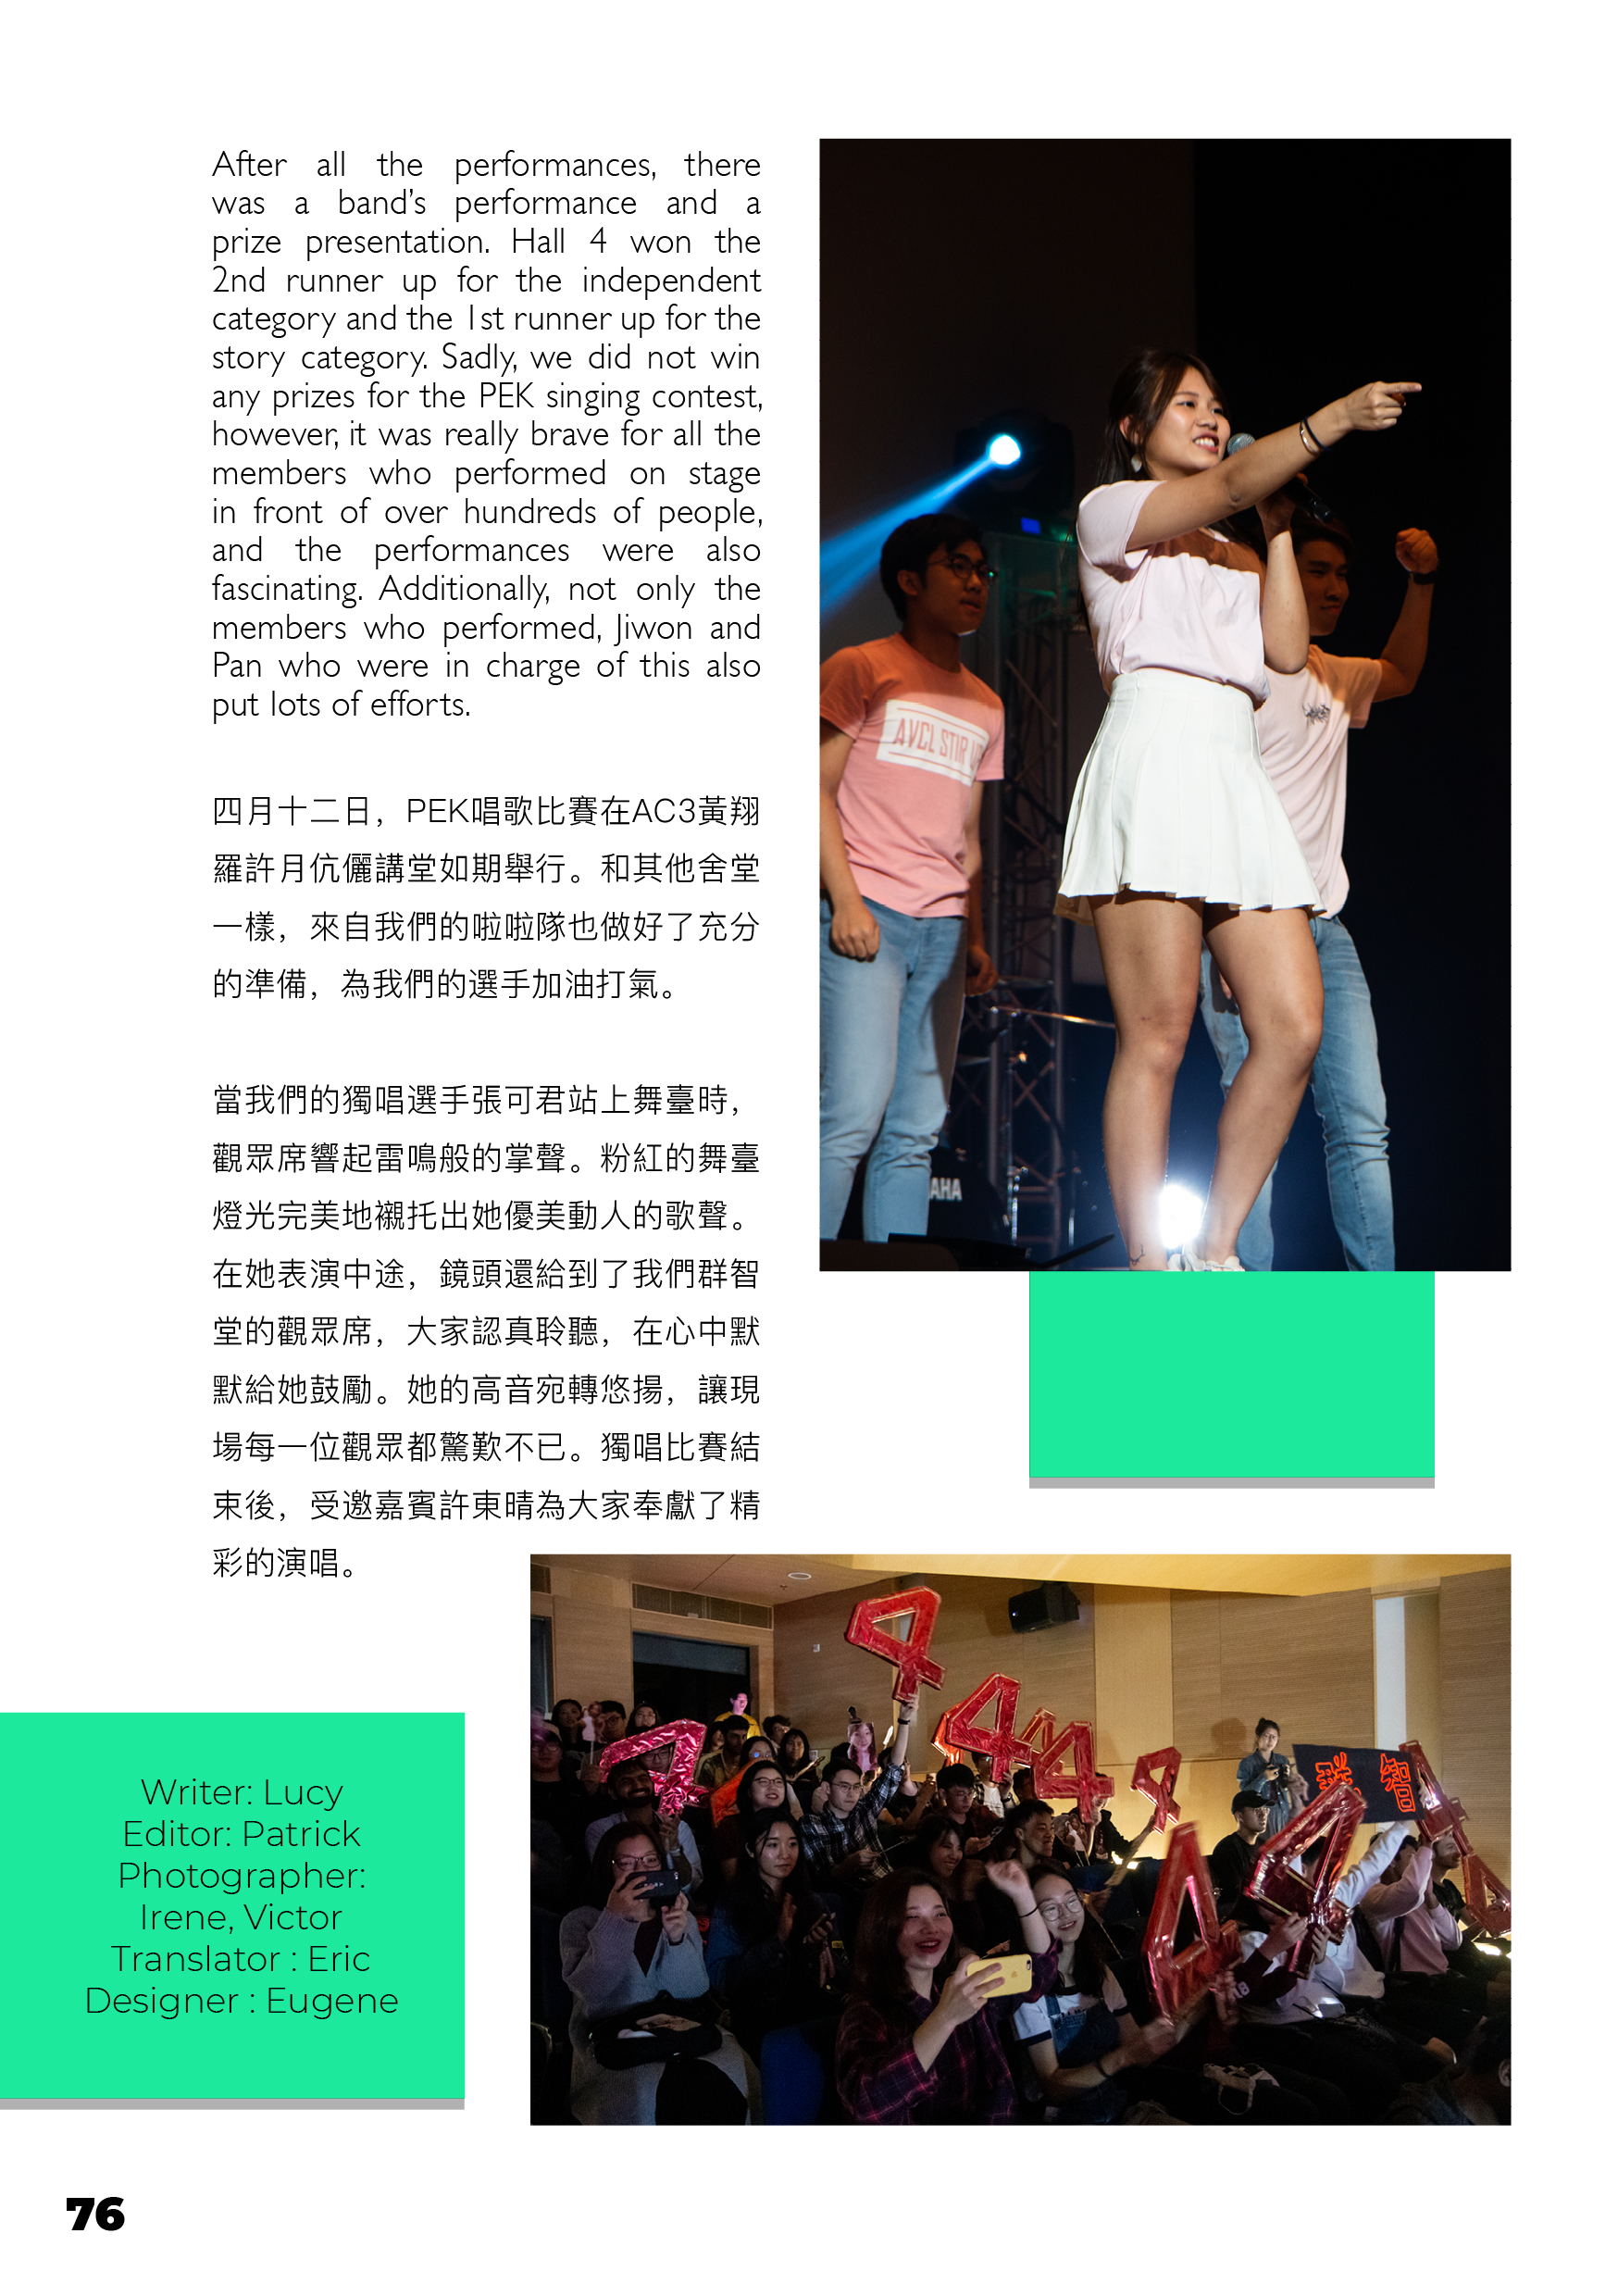 After all the performances, there
was a band’s performance and a
prize presentation. Hall 4 won the
2nd runner up for the independent
category and the 1st runner up for the
story category. Sadly, we did not win
any prizes for the PEK singing contest,
however, it was really brave for all the
members who performed on stage
in front of over hundreds of people,
and the performances were also
fascinating. Additionally, not only the
members who performed, Jiwon and
Pan who were in charge of this also
put lots of efforts.
四月十二日，PEK唱歌比賽在AC3黃翔
羅許月伉儷講堂如期舉行。和其他舍堂
一樣，來自我們的啦啦隊也做好了充分
的準備，為我們的選手加油打氣。
當我們的獨唱選手張可君站上舞臺時，
觀眾席響起雷鳴般的掌聲。粉紅的舞臺
燈光完美地襯托出她優美動人的歌聲。
在她表演中途，鏡頭還給到了我們群智
堂的觀眾席，大家認真聆聽，在心中默
默給她鼓勵。她的高音宛轉悠揚，讓現
場每一位觀眾都驚歎不已。獨唱比賽結
束後，受邀嘉賓許東晴為大家奉獻了精
彩的演唱。
AVCL STIR
AHA
4
4
4
4
4
4
4
智
Writer: Lucy
Editor: Patrick
Photographer:
Irene, Victor
Translator : Eric
Designer : Eugene
76